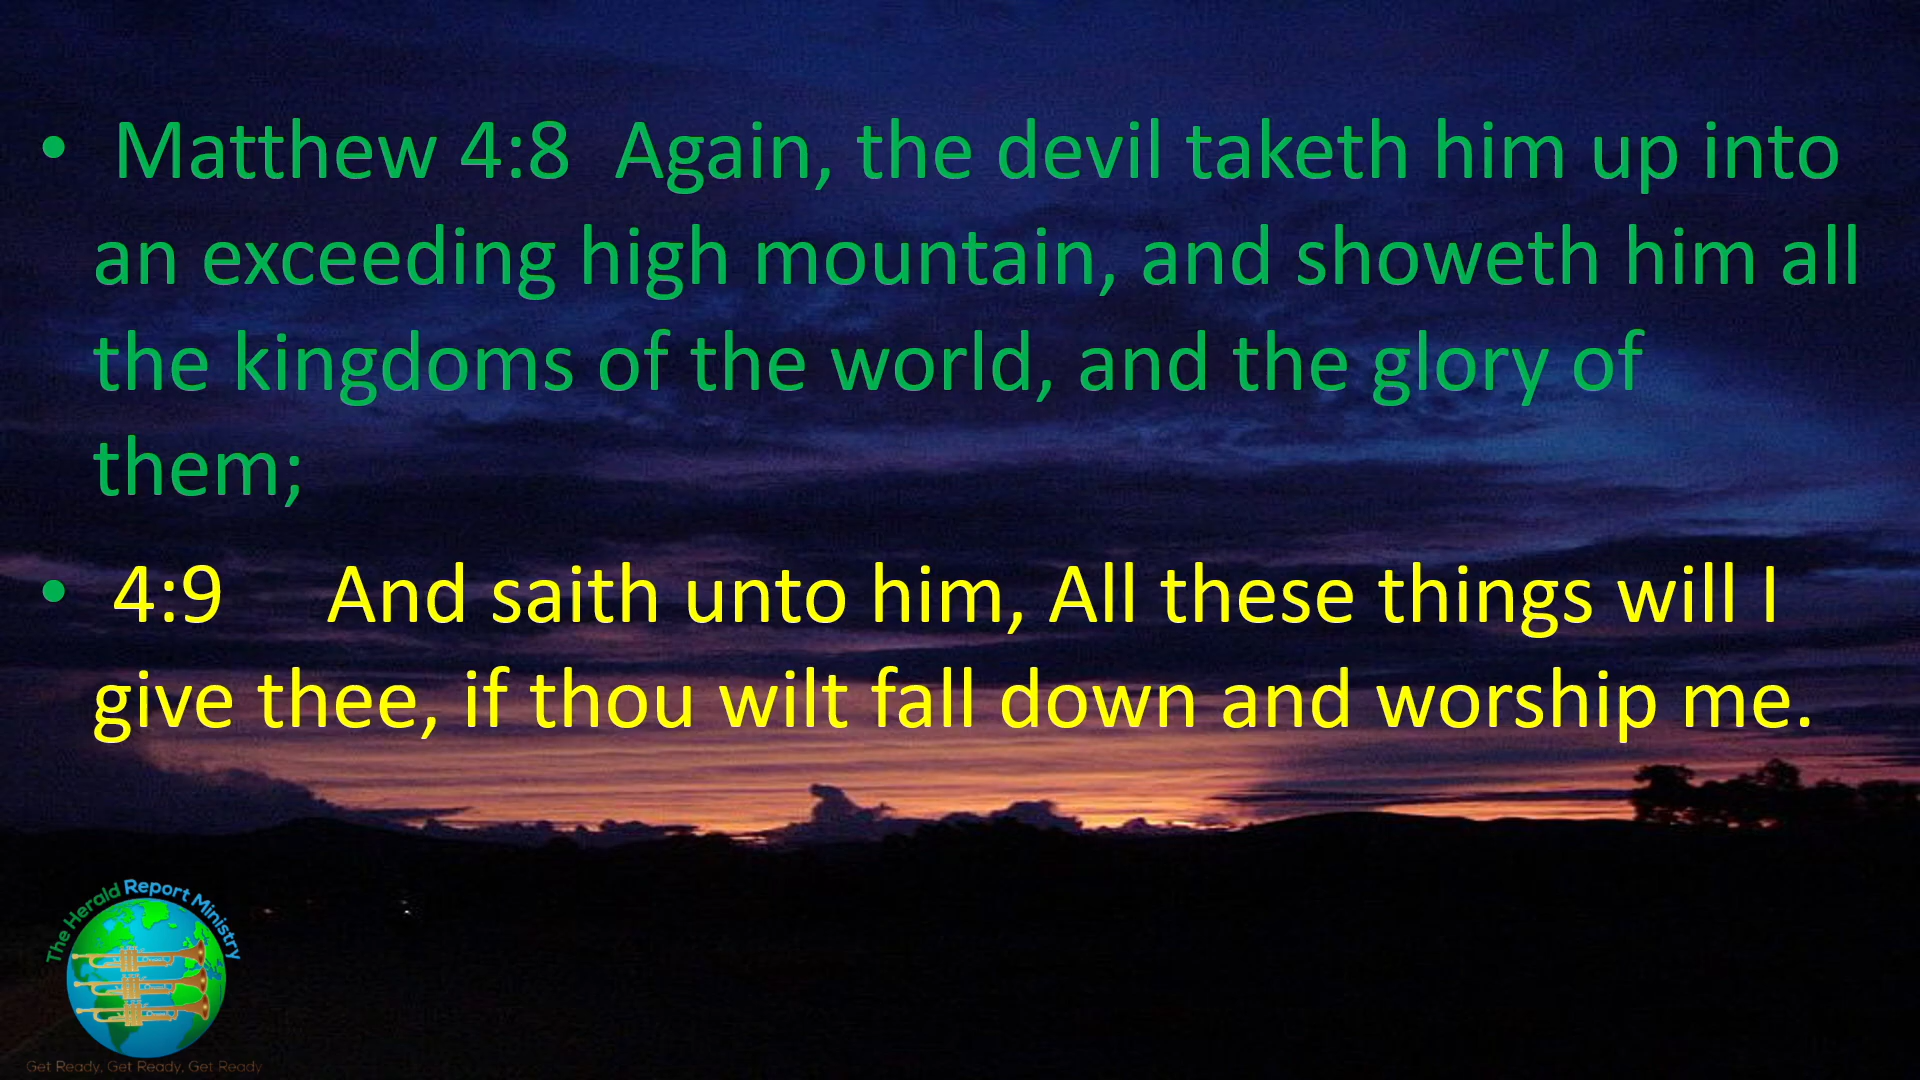 • Matthew 4:8  Again, the devil taketh him up into
an exceeding high mountain, and showeth him all
the kingdoms of the world, and the glory of
them;
• 4:9     And saith unto him, All these things will I
give thee, if thou wilt fall down and worship me.
The Herald Report Ministry
Get Ready, Get Ready, Get Ready